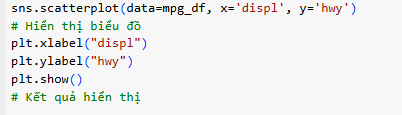 sns.scatterplot(data=mpg_df, x='displ', y='hwy')
# Hiển thị biểu đồ
plt.xlabel("displ")
plt.ylabel("hwy")
plt.show()
# Kết quả hiển thị